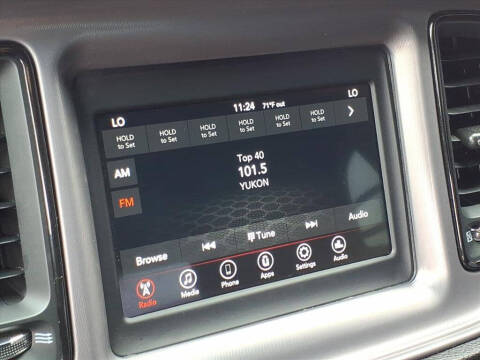 LO 11:24 71°F out LO
HOLD to Set HOLD to Set HOLD to Set HOLD to Set HOLD to Set HOLD to Set
AM
Top 40
101.5
YUKON
FM
Browse Tune Audio
Radio Media Phone Apps Settings Audio